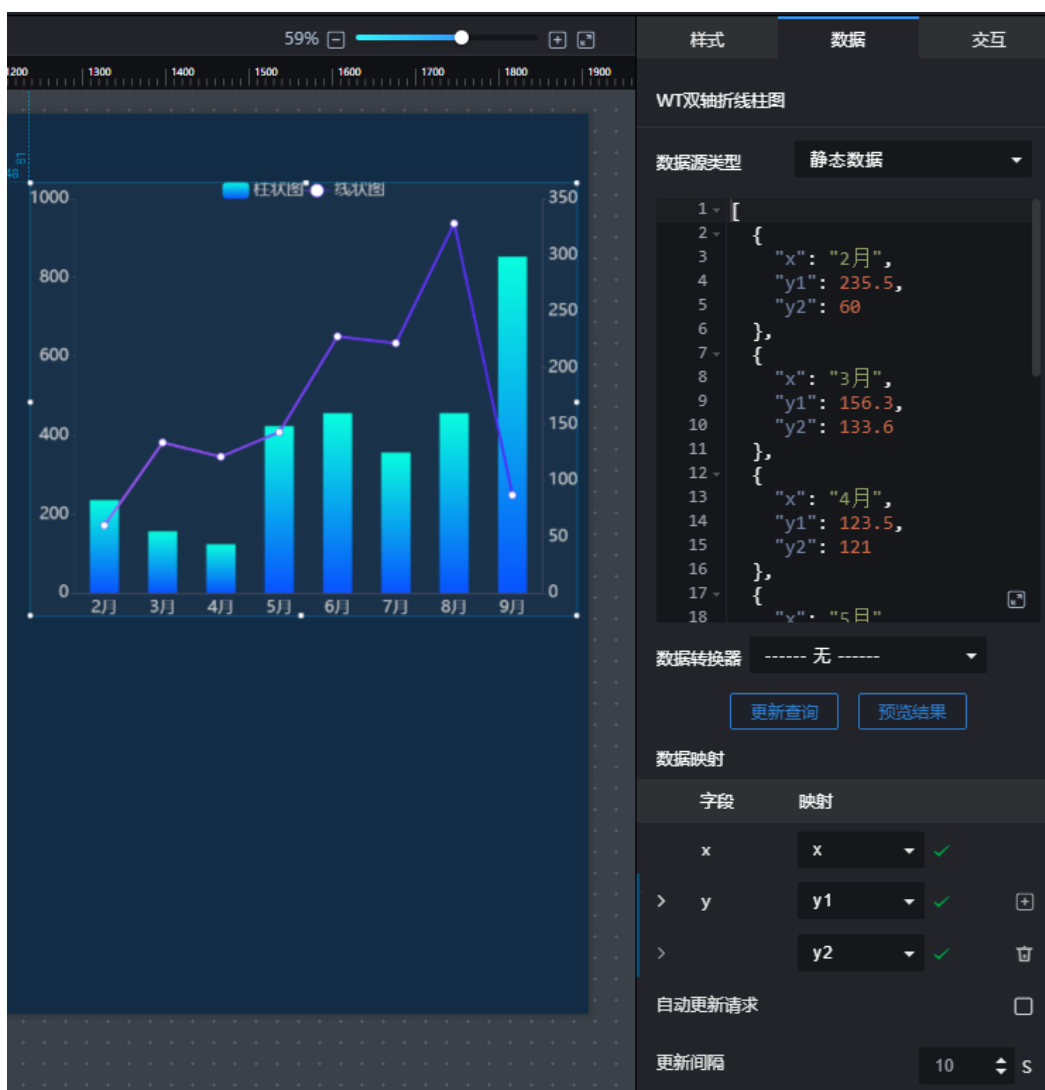 59%
样式 数据 交互
1200 1300 1400 1500 1600 1700 1800 1900
WT双轴折线柱图
81
48
数据源类型 静态数据
柱状图 线状图
1000 350
800 300
250
600 200
400 150
100
200 50
0 0
2月 3月 4月 5月 6月 7月 8月 9月
1 [
2 {
3 "x": "2月",
4 "y1": 235.5,
5 "y2": 60
6 },
7 {
8 "x": "3月",
9 "y1": 156.3,
10 "y2": 133.6
11 },
12 {
13 "x": "4月",
14 "y1": 123.5,
15 "y2": 121
16 },
17 {
18 "x": "5月"
数据转换器 ------ 无 ------
更新查询 预览结果
数据映射
字段 映射
x x
y y1
y2
自动更新请求
更新间隔 10 S